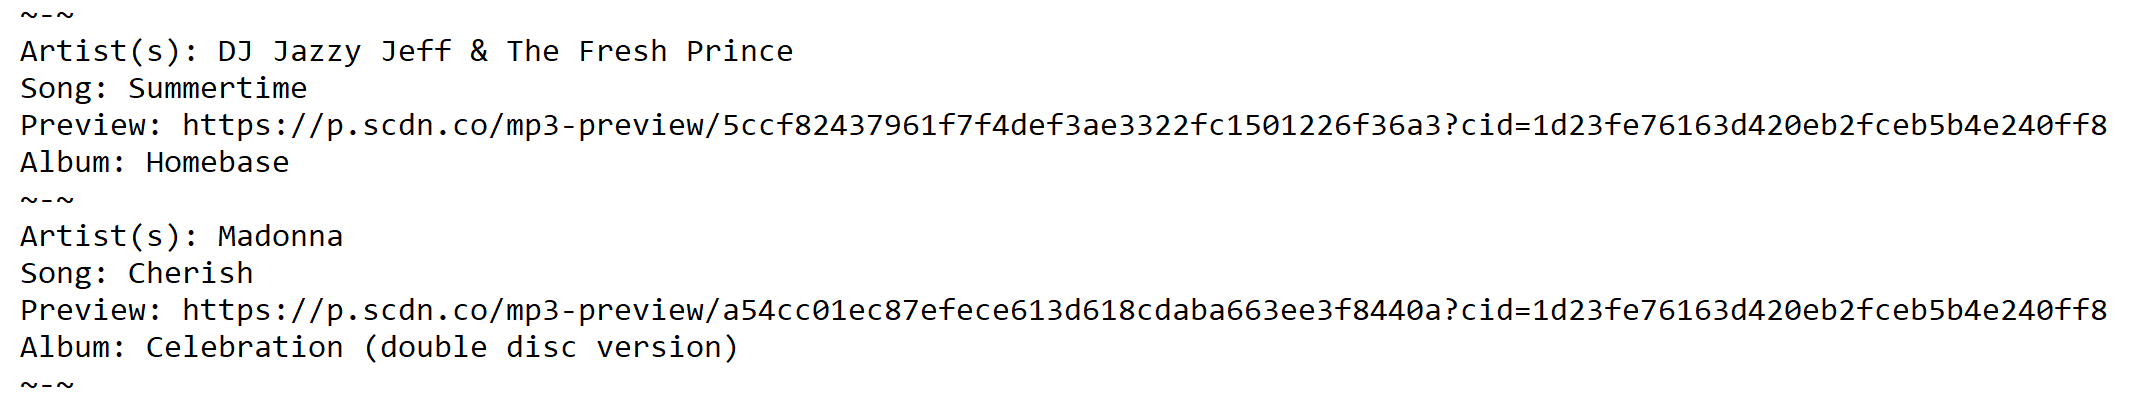 ~-~
Artist(s): DJ Jazzy Jeff & The Fresh Prince
Song: Summertime
Preview: https://p.scdn.co/mp3-preview/5ccf82437961f7f4def3ae3322fc1501226f36a3?cid=1d23fe76163d420eb2fceb5b4e240ff8
Album: Homebase
~-~
Artist(s): Madonna
Song: Cherish
Preview: https://p.scdn.co/mp3-preview/a54cc01ec87efece613d618cdaba663ee3f8440a?cid=1d23fe76163d420eb2fceb5b4e240ff8
Album: Celebration (double disc version)
~-~